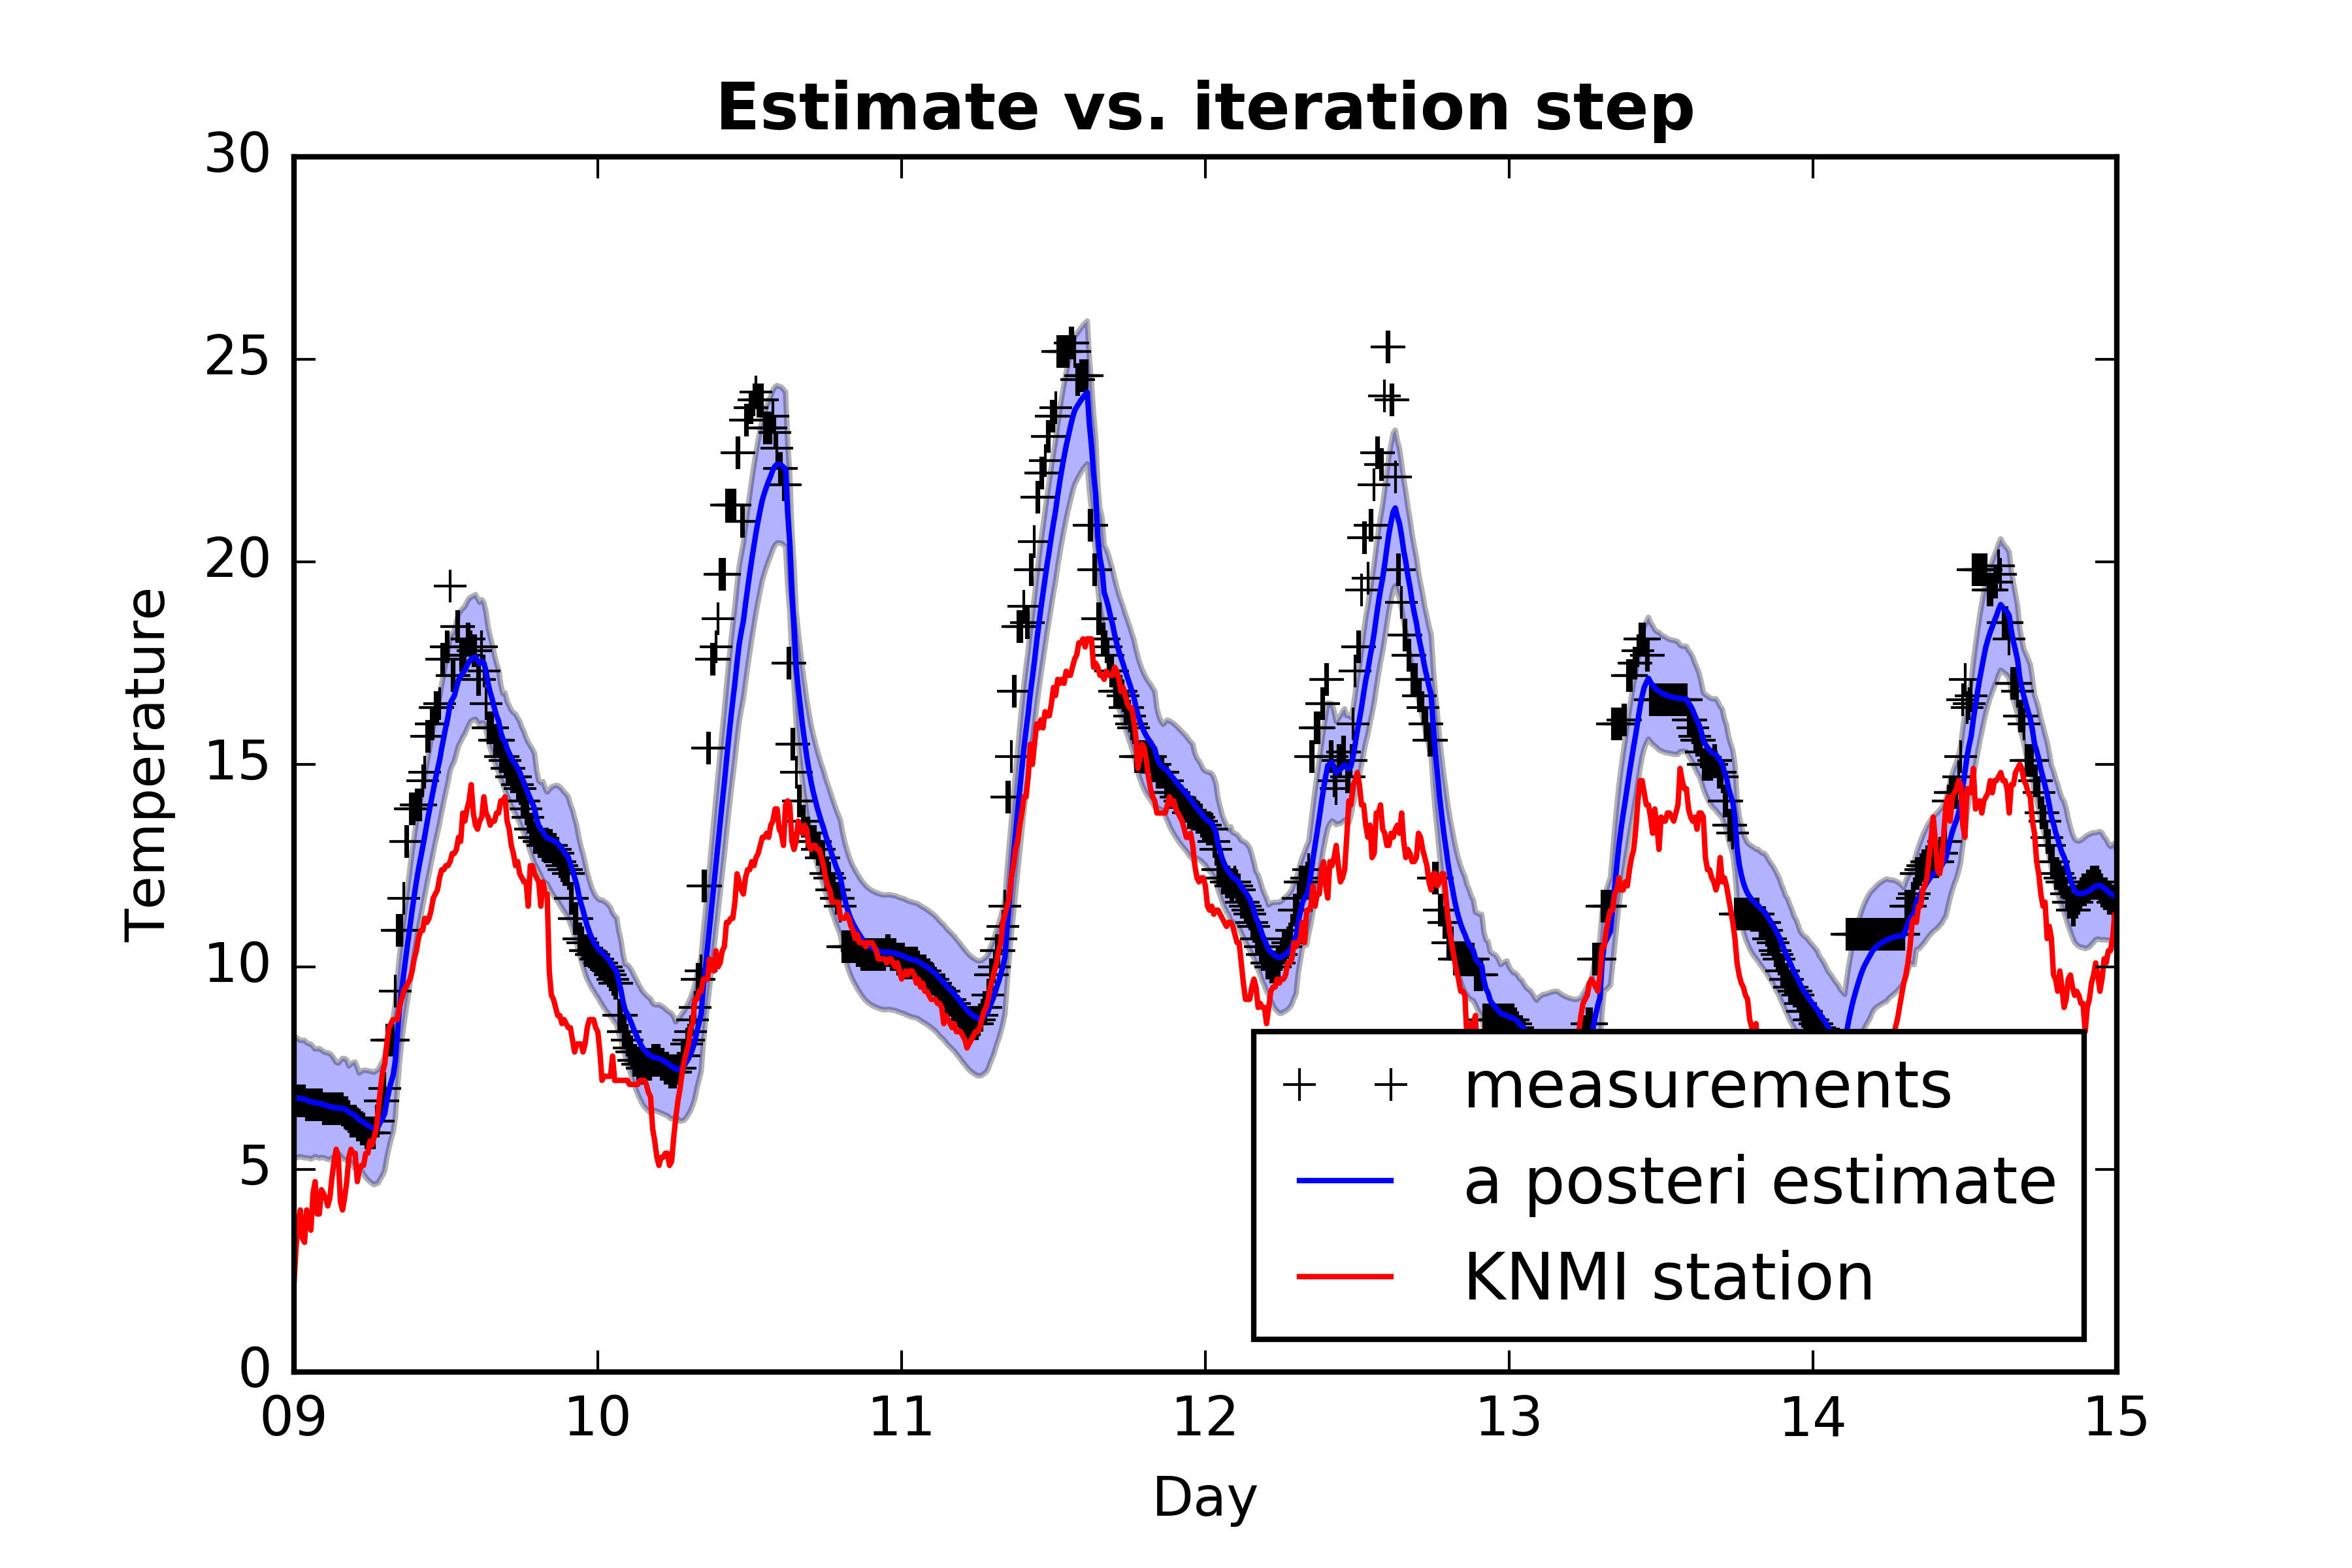 Estimate vs. iteration step
30
25
20
15
10
5
0
Temperature
09 10 11 12 13 14 15
Day
measurements
a posteri estimate
KNMI station